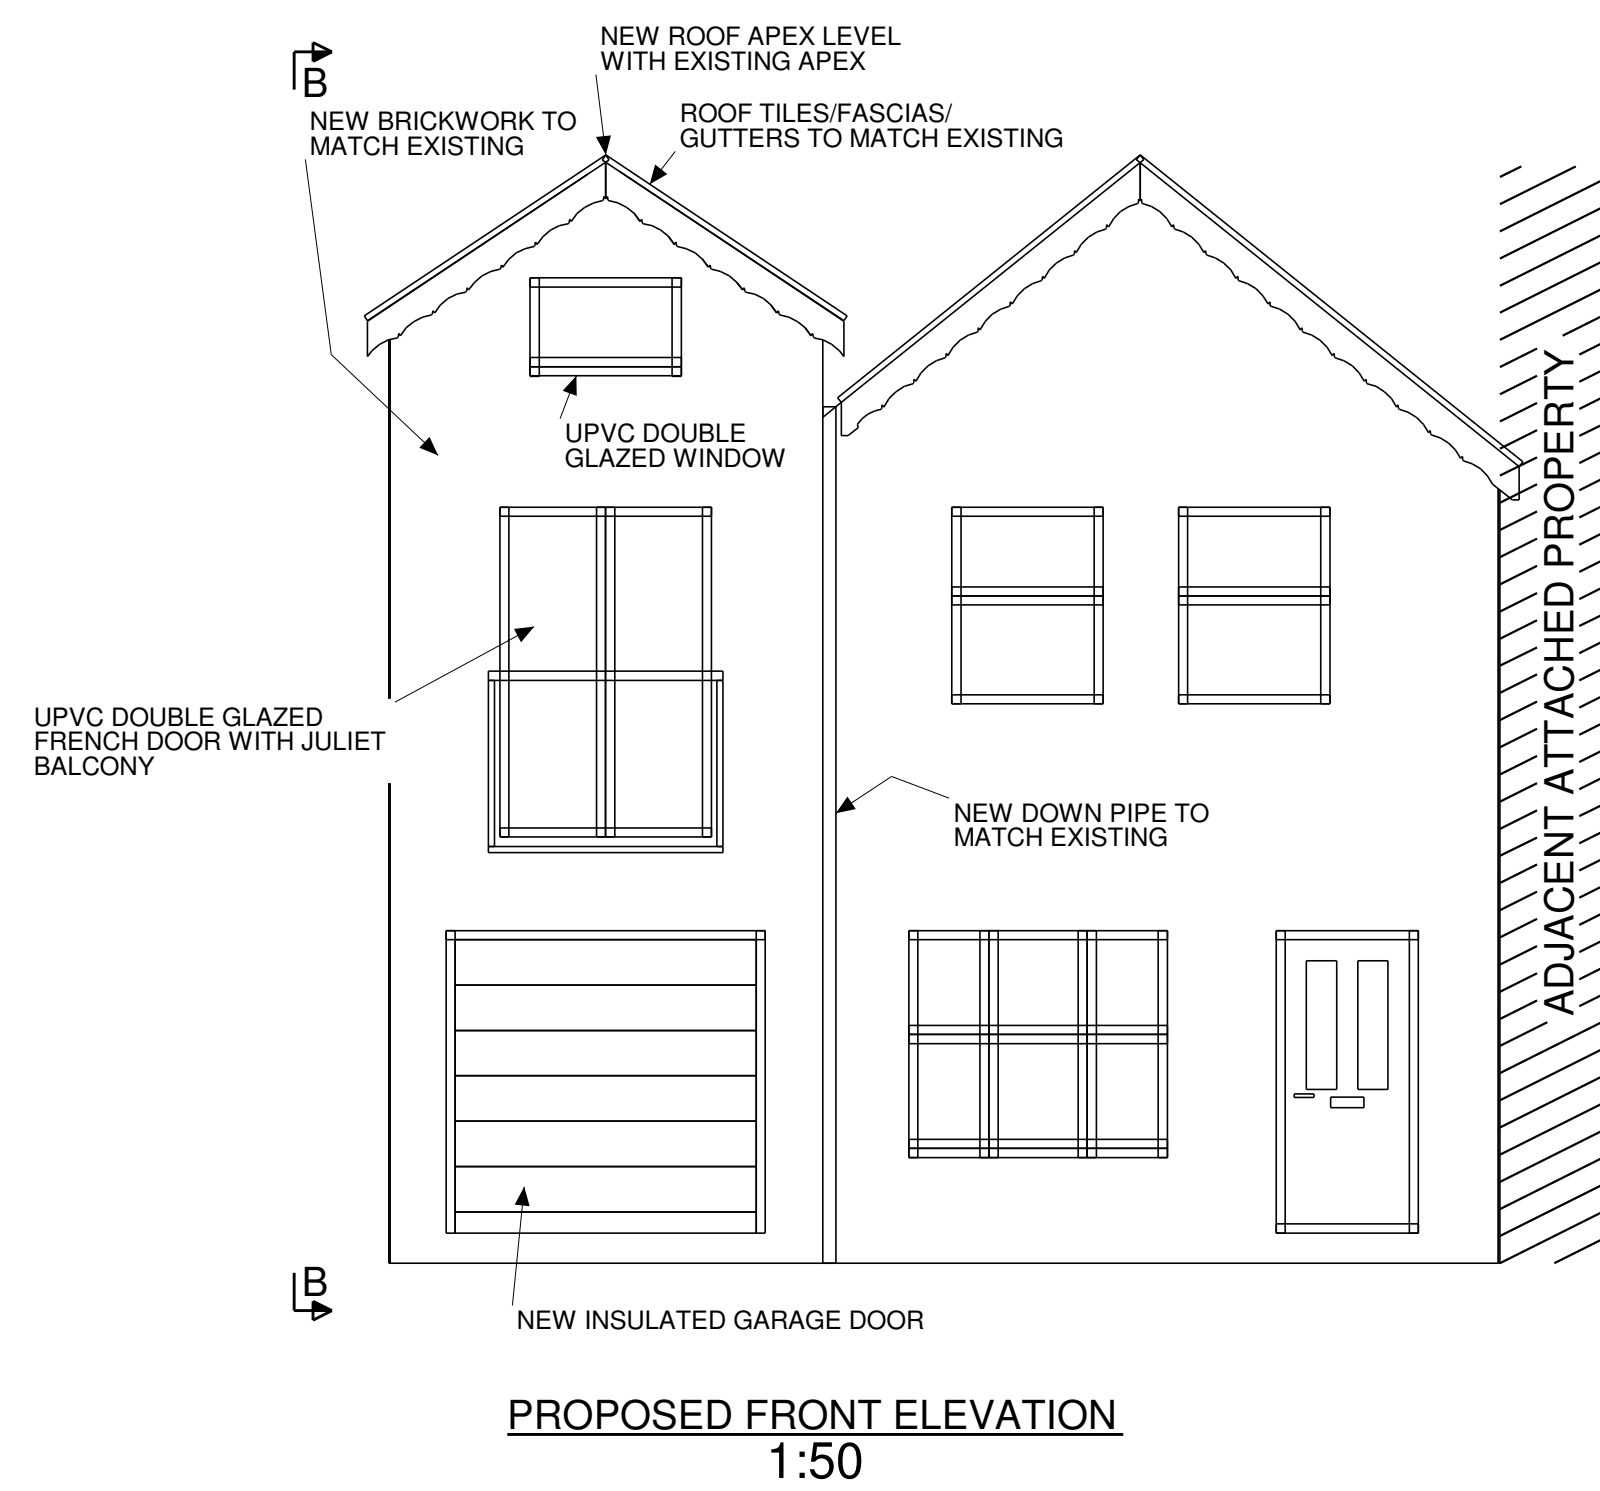 NEW ROOF APEX LEVEL
WITH EXISTING APEX
B
NEW BRICKWORK TO
MATCH EXISTING
ROOF TILES/FASCIAS/
GUTTERS TO MATCH EXISTING
UPVC DOUBLE
GLAZED WINDOW
ADJACENT ATTACHED PROPERTY
UPVC DOUBLE GLAZED
FRENCH DOOR WITH JULIET
BALCONY
NEW DOWN PIPE TO
MATCH EXISTING
B
NEW INSULATED GARAGE DOOR
PROPOSED FRONT ELEVATION
1:50